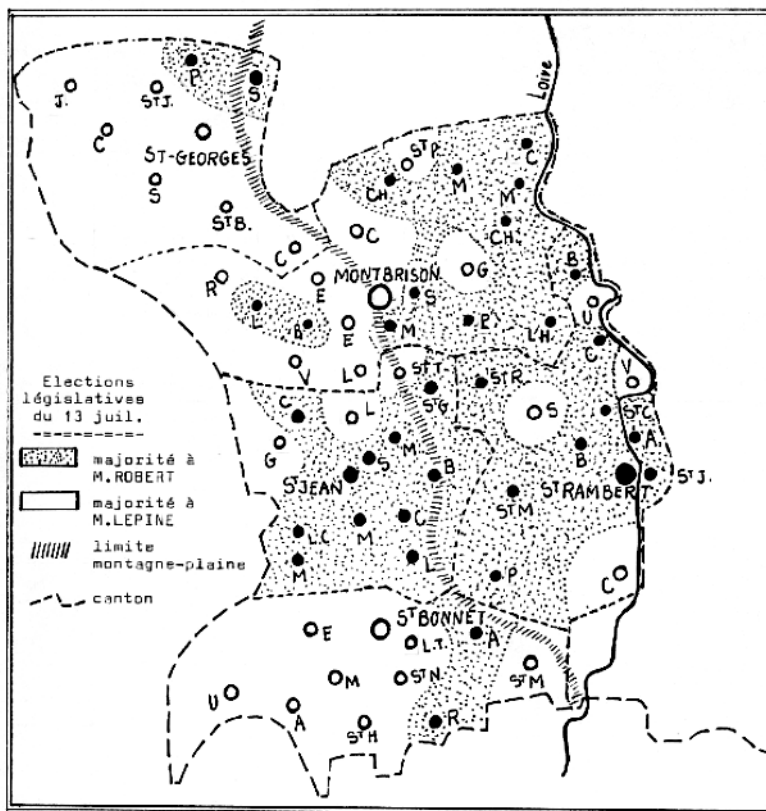 Loire
P
S
J.
ST J.
C
ST-GEORGES
S
ST B.
C
ST P.
CH
M
C
M
CH.
C
G
B
U
MONTBRISON
R
E
L
B
E
S
M
P
LH
C
V
V
L
ST T.
ST G
ST R
S
ST C.
A
B
ST J.
ST RAMBERT
ST M
P
C
C
L
G
M
S
ST JEAN
B
L.C
M
C
M
L
Elections
législatives
du 13 juil.
majorité à
M.ROBERT
majorité à
M.LEPINE
limite
montagne-plaine
canton
ST BONNET
E
L.T.
A
M
ST N.
ST M
U
A
ST H
R